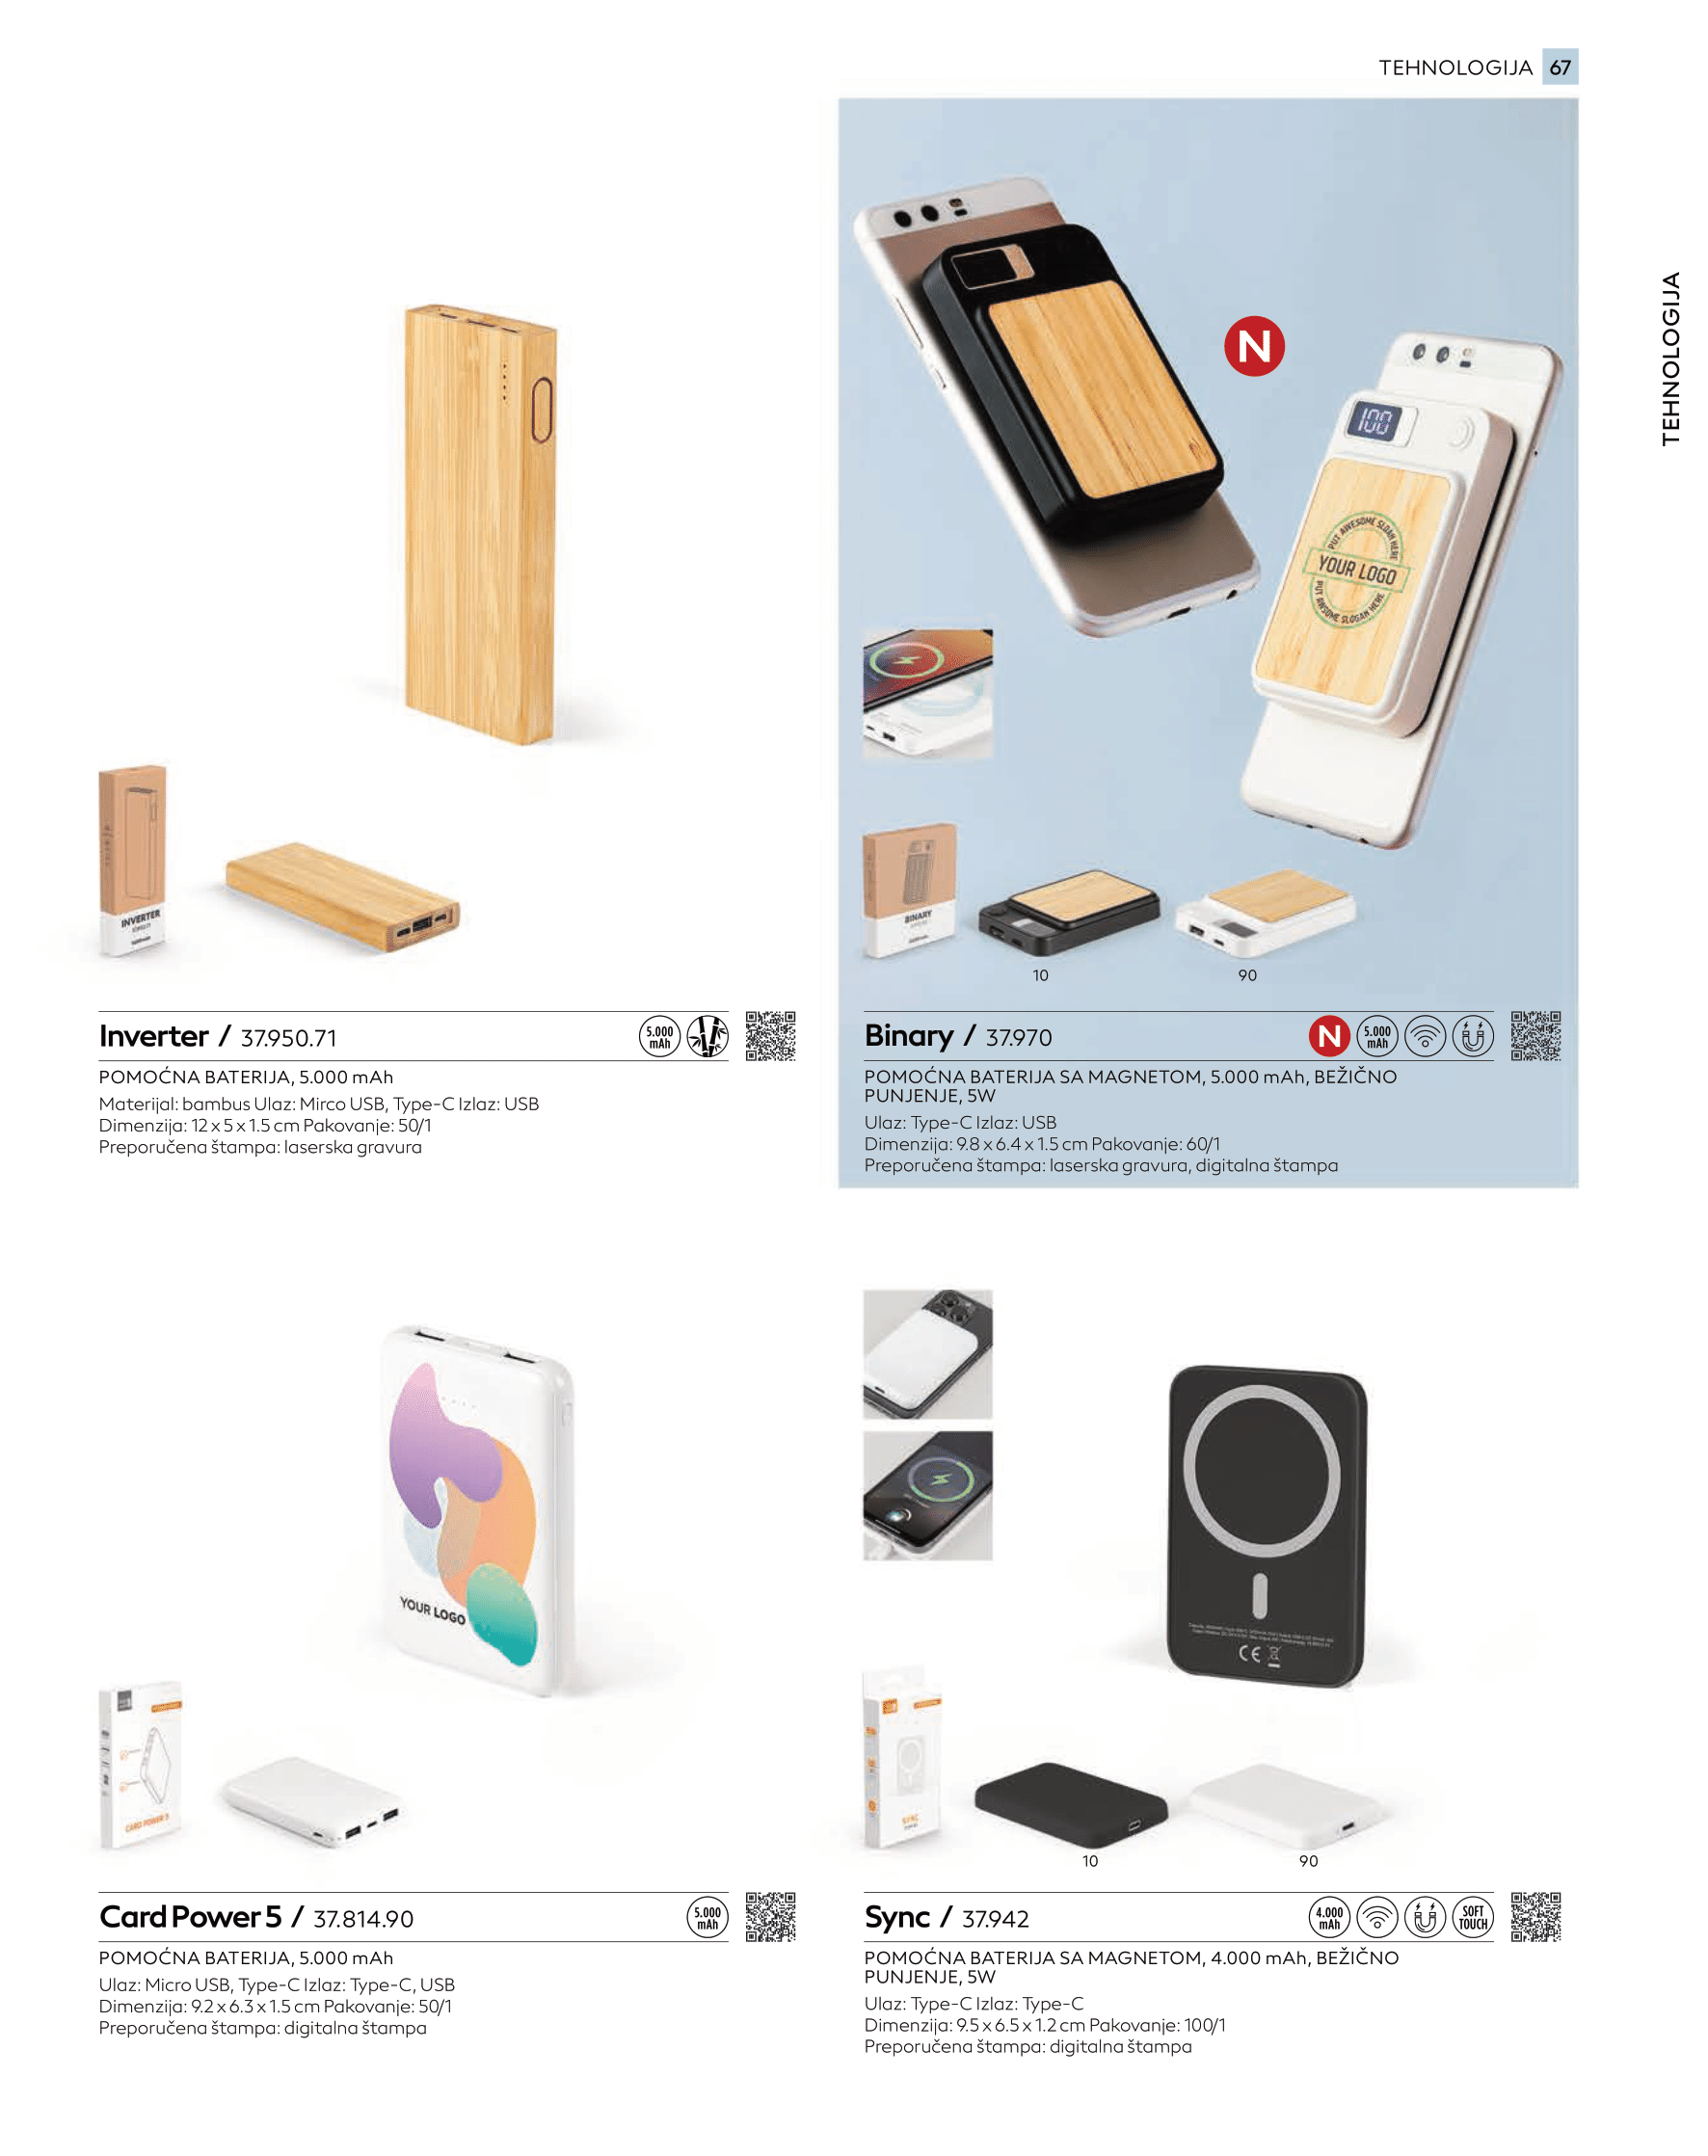 TEHNOLOGIJA 67
TEHNOLOGIJA
N
100
PUT AWESOME SLOAN HERE
YOUR LOGO
PUT AWSOME SLOGAN HERE
INVERTER
BINARY
10
90
Inverter / 37.950.71
5.000
mAh
POMOĆNA BATERIJA, 5.000 mAh
Materijal: bambus Ulaz: Mirco USB, Type-C Izlaz: USB
Dimenzija: 12 x 5 x 1.5 cm Pakovanje: 50/1
Preporučena štampa: laserska gravura
Binary / 37.970
N
5.000
mAh
POMOĆNA BATERIJA SA MAGNETOM, 5.000 mAh, BEŽIČNO
PUNJENJE, 5W
Ulaz: Type-C Izlaz: USB
Dimenzija: 9.8 x 6.4 x 1.5 cm Pakovanje: 60/1
Preporučena štampa: laserska gravura, digitalna štampa
YOUR LOGO
CARD POWER 5
CE
SYNC
10
90
Card Power 5 / 37.814.90
5.000
mAh
POMOĆNA BATERIJA, 5.000 mAh
Ulaz: Micro USB, Type-C Izlaz: Type-C, USB
Dimenzija: 9.2 x 6.3 x 1.5 cm Pakovanje: 50/1
Preporučena štampa: digitalna štampa
Sync / 37.942
4.000
mAh
SOFT
TOUCH
POMOĆNA BATERIJA SA MAGNETOM, 4.000 mAh, BEŽIČNO
PUNJENJE, 5W
Ulaz: Type-C Izlaz: Type-C
Dimenzija: 9.5 x 6.5 x 1.2 cm Pakovanje: 100/1
Preporučena štampa: digitalna štampa